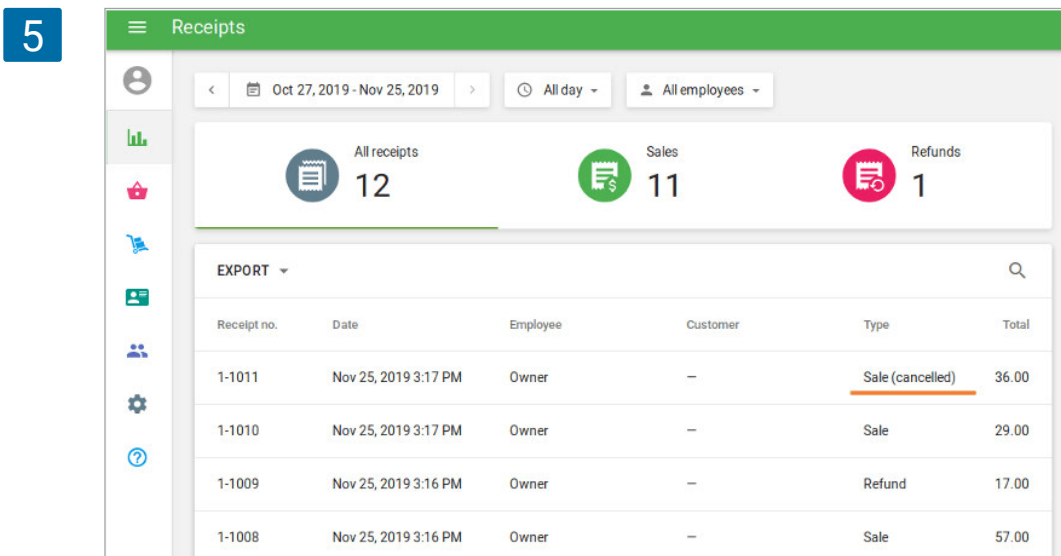 5
Receipts
Oct 27, 2019 - Nov 25, 2019 All day All employees
All receipts Sales Refunds
12 11 1
EXPORT
Receipt no. Date Employee Customer Type Total
1-1011 Nov 25, 2019 3:17 PM Owner — Sale (cancelled) 36.00
1-1010 Nov 25, 2019 3:17 PM Owner — Sale 29.00
1-1009 Nov 25, 2019 3:16 PM Owner — Refund 17.00
1-1008 Nov 25, 2019 3:16 PM Owner — Sale 57.00